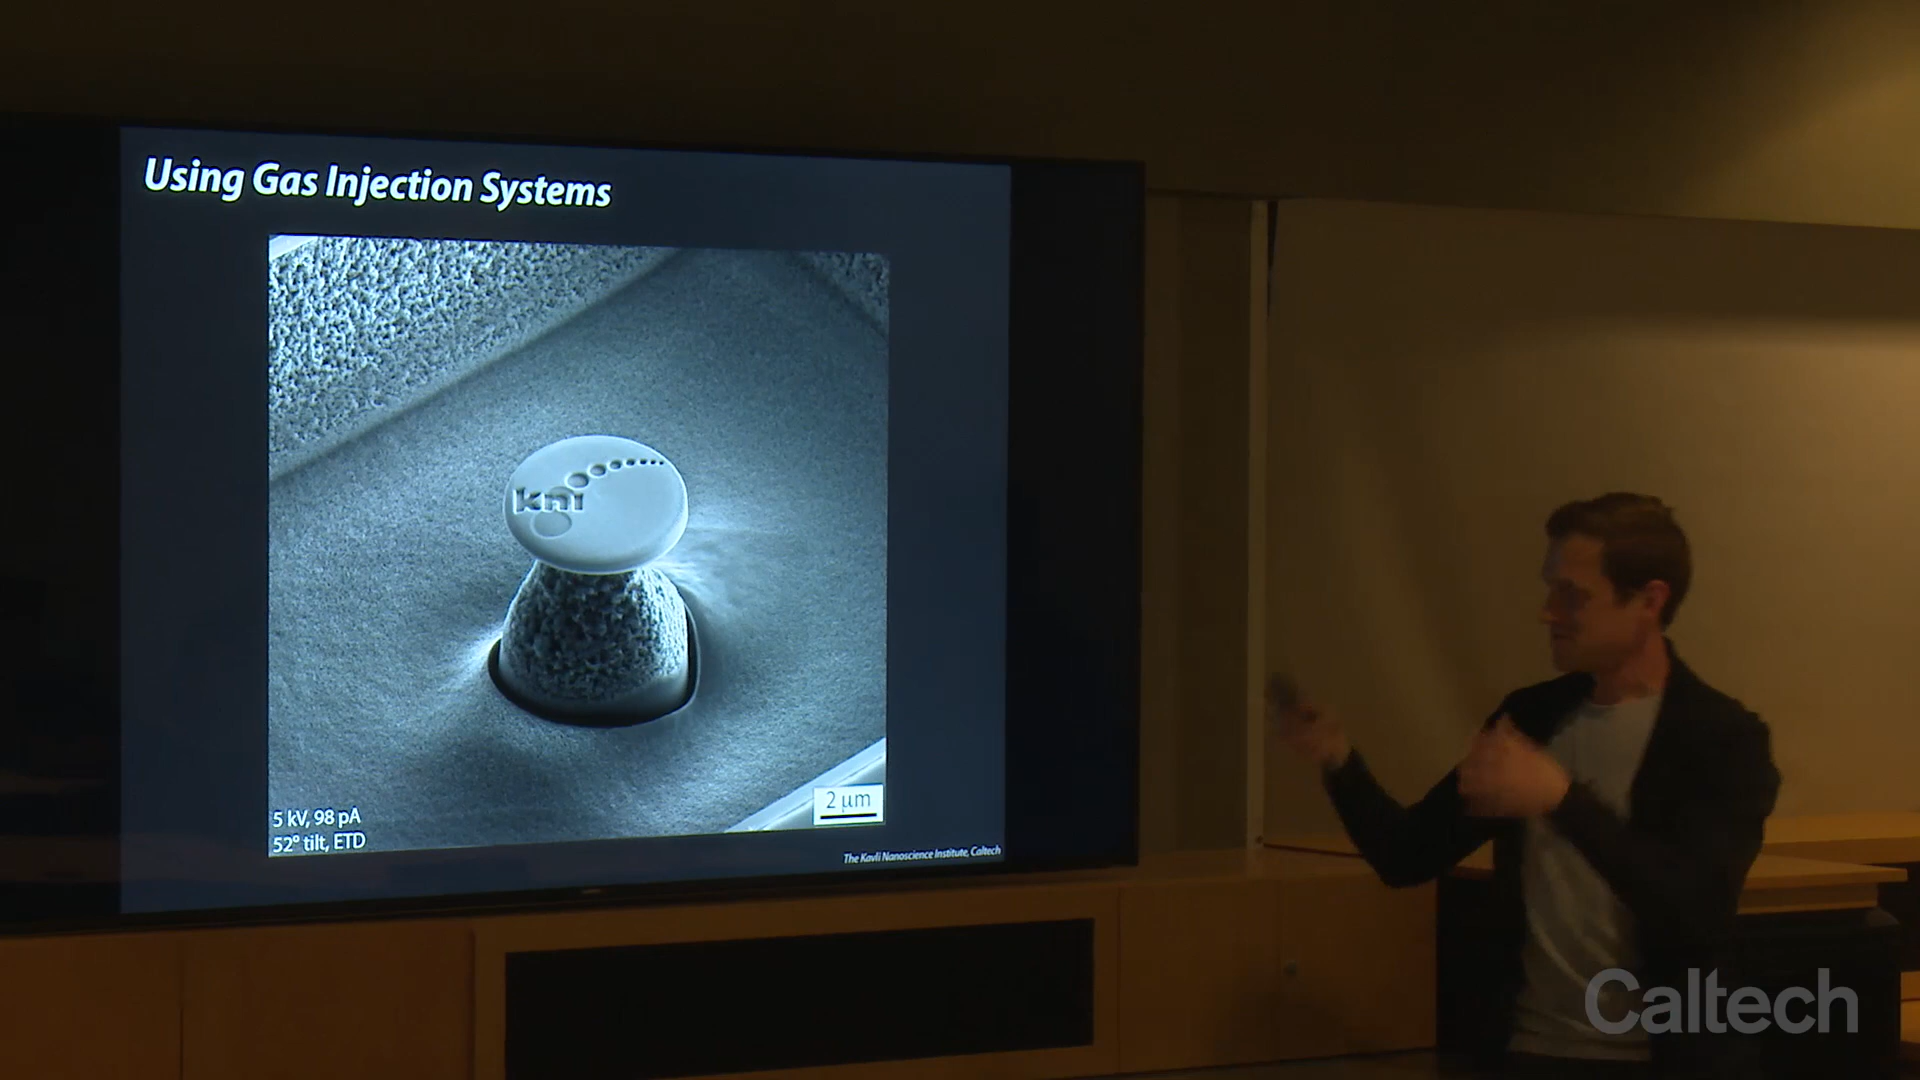 Using Gas Injection Systems
kni
5 kV, 98 pA
52° tilt, ETD
2 µm
The Kavli Nanoscience Institute, Caltech
Caltech